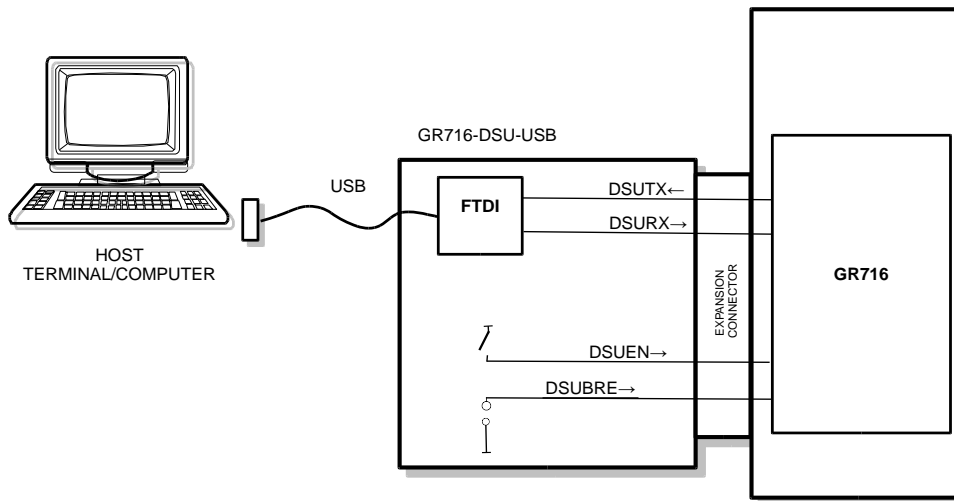 GR716-DSU-USB
USB
FTDI
DSUTX←
DSURX→
HOST
TERMINAL/COMPUTER
EXPANSION
CONNECTOR
GR716
DSUEN→
DSUBRE→